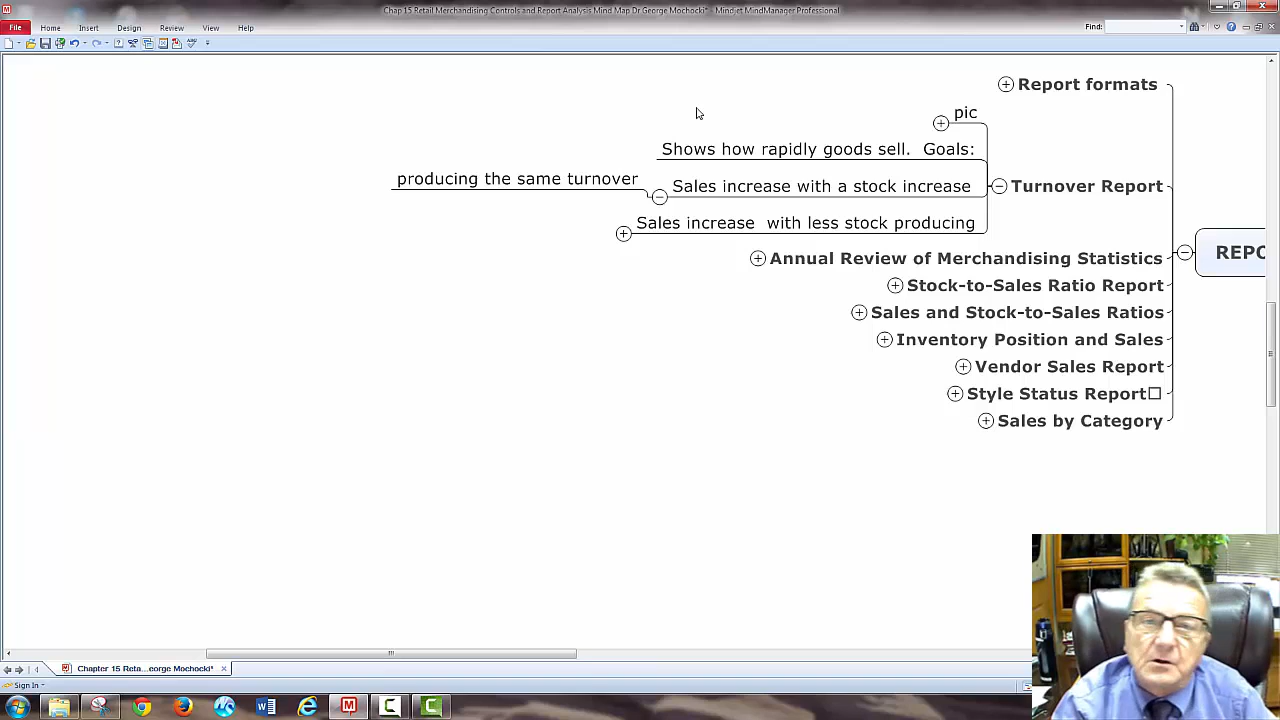 Chap 15 Retail Merchandising Controls and Report Analysis Mind Map Dr George Mochocki* - Mindjet MindManager Professional
File Home Insert Design Review View Help Find:
Report formats
pic
Shows how rapidly goods sell.  Goals:
producing the same turnover
Sales increase with a stock increase
Turnover Report
Sales increase  with less stock producing
REPO
Annual Review of Merchandising Statistics
Stock-to-Sales Ratio Report
Sales and Stock-to-Sales Ratios
Inventory Position and Sales
Vendor Sales Report
Style Status Report
Sales by Category
Chapter 15 Reta...eorge Mochocki*
Sign In